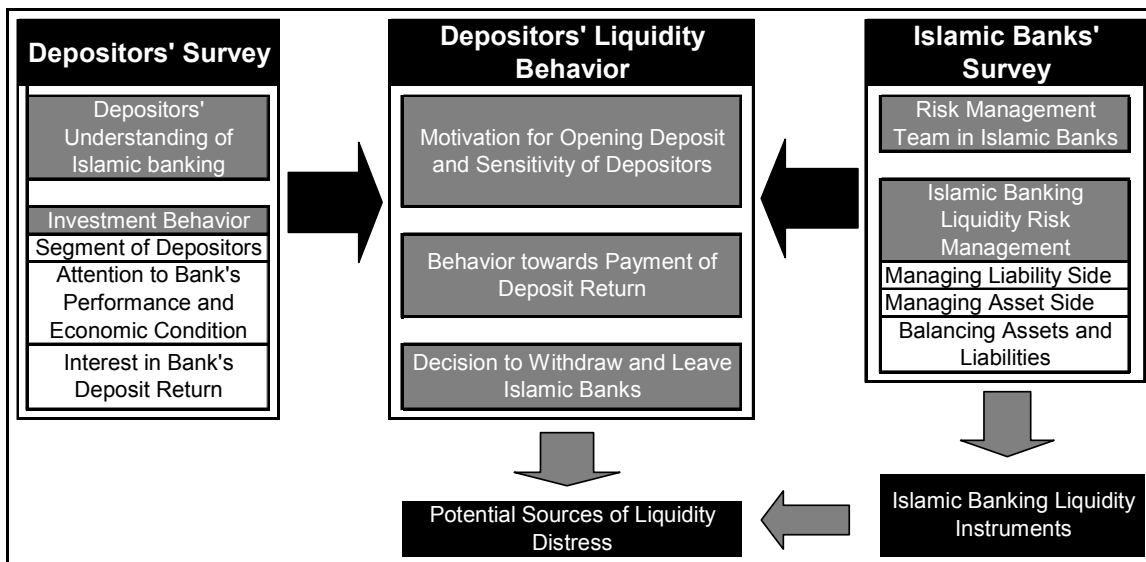 Depositors' Survey
Depositors'
Understanding of
Islamic banking
Investment Behavior
Segment of Depositors
Attention to Bank's
Performance and
Economic Condition
Interest in Bank's
Deposit Return
Depositors' Liquidity
Behavior
Motivation for Opening Deposit
and Sensitivity of Depositors
Behavior towards Payment of
Deposit Return
Decision to Withdraw and Leave
Islamic Banks
Islamic Banks'
Survey
Risk Management
Team in Islamic Banks
Islamic Banking
Liquidity Risk
Management
Managing Liability Side
Managing Asset Side
Balancing Assets and
Liabilities
Potential Sources of Liquidity
Distress
Islamic Banking Liquidity
Instruments